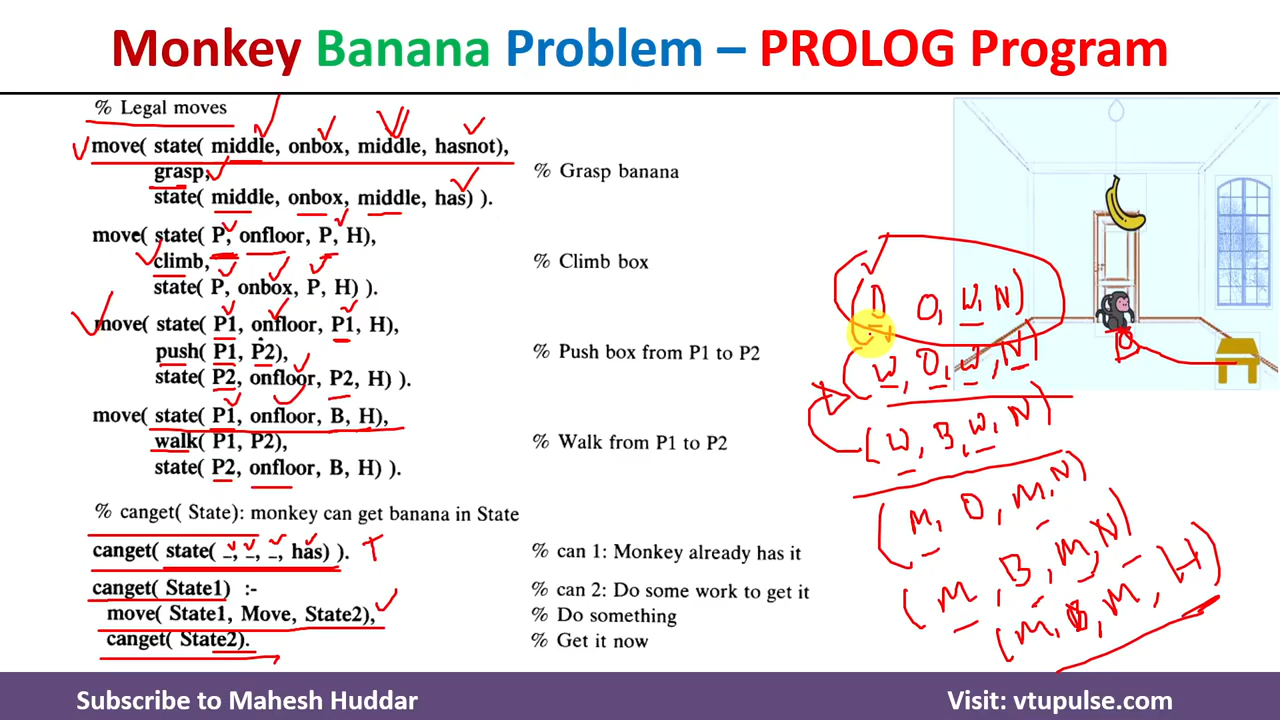 Monkey Banana Problem – PROLOG Program
% Legal moves
move( state( middle, onbox, middle, hasnot),
grasp, % Grasp banana
state( middle, onbox, middle, has) ).
move( state( P, onfloor, P, H),
climb, % Climb box
state( P, onbox, P, H) ).
move( state( P1, onfloor, P1, H),
push( P1, P2), % Push box from P1 to P2
state( P2, onfloor, P2, H) ).
move( state( P1, onfloor, B, H),
walk( P1, P2), % Walk from P1 to P2
state( P2, onfloor, B, H) ).
% canget( State): monkey can get banana in State
canget( state( _, _, _, has) ). % can 1: Monkey already has it
canget( State1) :- % can 2: Do some work to get it
move( State1, Move, State2), % Do something
canget( State2). % Get it now
(D O, W, N)
(W, O, W, N)
(W, B, W, N)
(M, O, M, N)
(M, B, M, N)
(M, B, M, H)
Subscribe to Mahesh Huddar
Visit: vtupulse.com